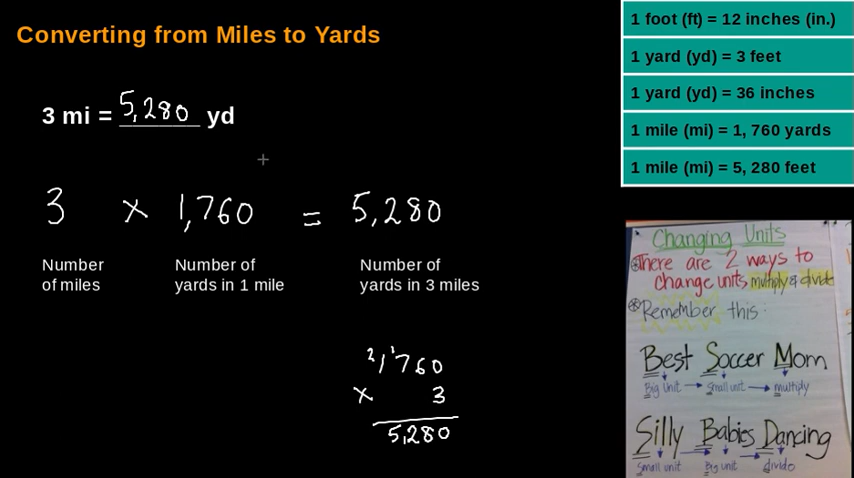 Converting from Miles to Yards
3 mi = 5,280 yd
3 x 1,760 = 5,280
Number of miles
Number of yards in 1 mile
Number of yards in 3 miles
2 1
1,760
x 3
5,280
1 foot (ft) = 12 inches (in.)
1 yard (yd) = 3 feet
1 yard (yd) = 36 inches
1 mile (mi) = 1, 760 yards
1 mile (mi) = 5, 280 feet
Changing Units
There are 2 ways to
change units multiply & divide
Remember this:
Best Soccer Mom
Big unit → Small unit → multiply
Silly Babies Dancing
Small unit → Big unit → divide